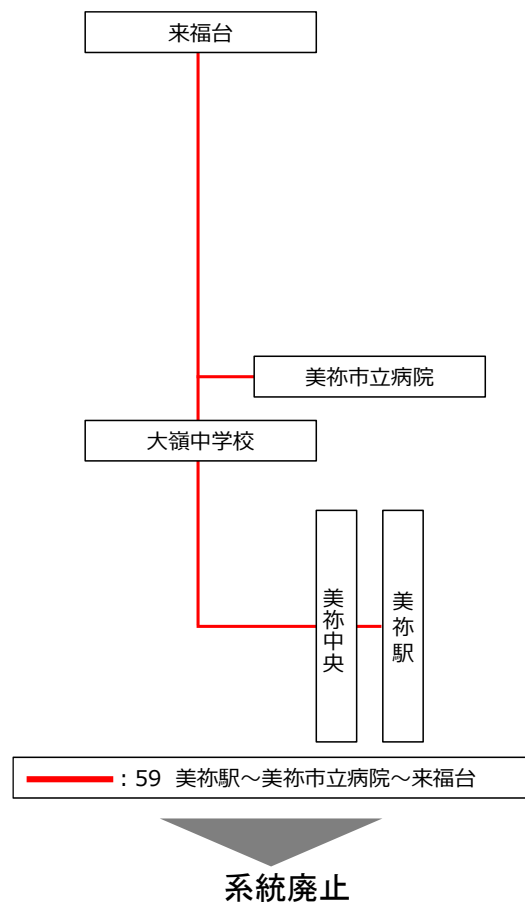 来福台
美祢市立病院
大嶺中学校
美祢中央
美祢駅
：59 美祢駅～美祢市立病院～来福台
系統廃止